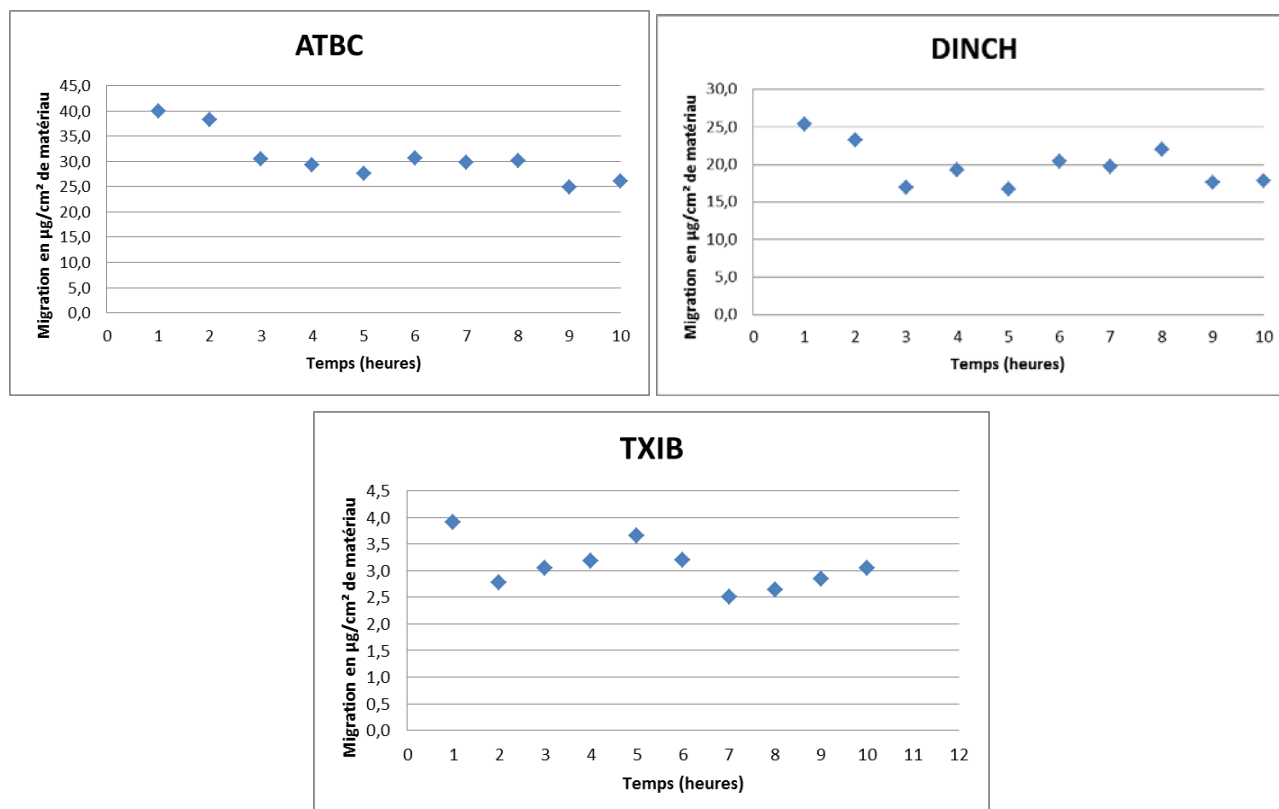 ATBC
Migration en µg/cm² de matériau
45,0
40,0
35,0
30,0
25,0
20,0
15,0
10,0
5,0
0,0
0 1 2 3 4 5 6 7 8 9 10
Temps (heures)
DINCH
Migration en µg/cm² de matériau
30,0
25,0
20,0
15,0
10,0
5,0
0,0
0 1 2 3 4 5 6 7 8 9 10
Temps (heures)
TXIB
Migration en µg/cm² de matériau
4,5
4,0
3,5
3,0
2,5
2,0
1,5
1,0
0,5
0,0
0 1 2 3 4 5 6 7 8 9 10 11 12
Temps (heures)